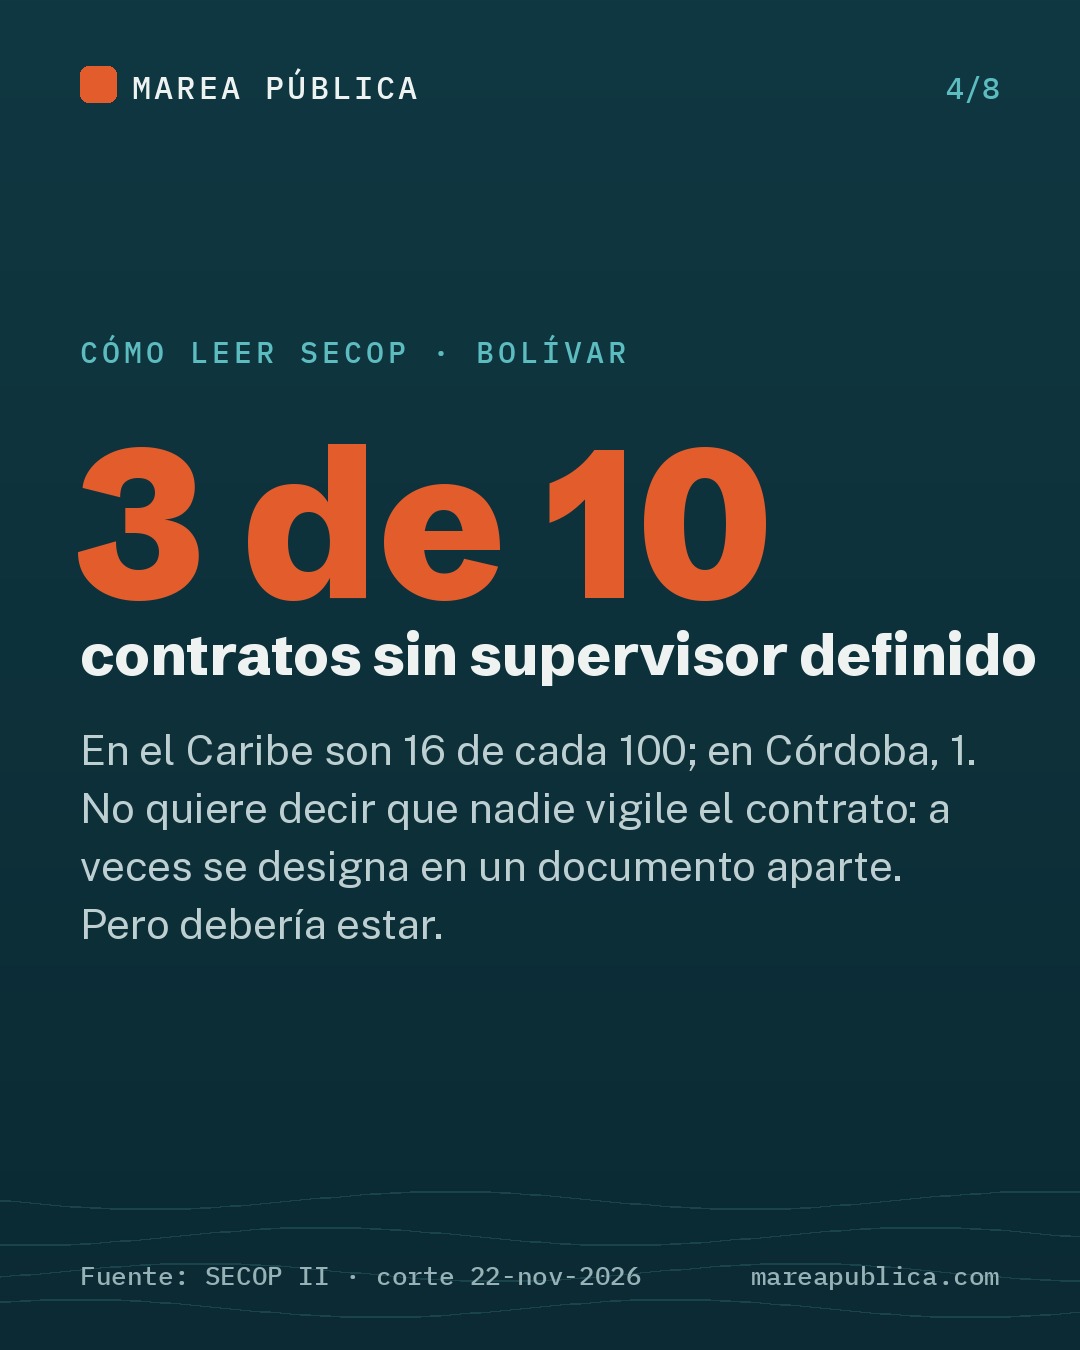 MAREA PÚBLICA
4/8
CÓMO LEER SECOP · BOLÍVAR
3 de 10
contratos sin supervisor definido
En el Caribe son 16 de cada 100; en Córdoba, 1.
No quiere decir que nadie vigile el contrato: a
veces se designa en un documento aparte.
Pero debería estar.
Fuente: SECOP II · corte 22-nov-2026
mareapublica.com